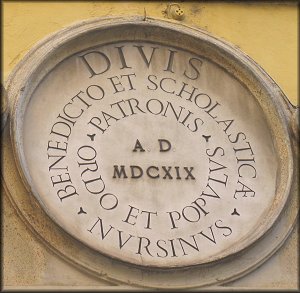 DIVIS
BENEDICTO ET SCHOLASTICÆ
PATRONIS
A D
MDCXIX
ORDO ET POPVLVS
NVRSINVS